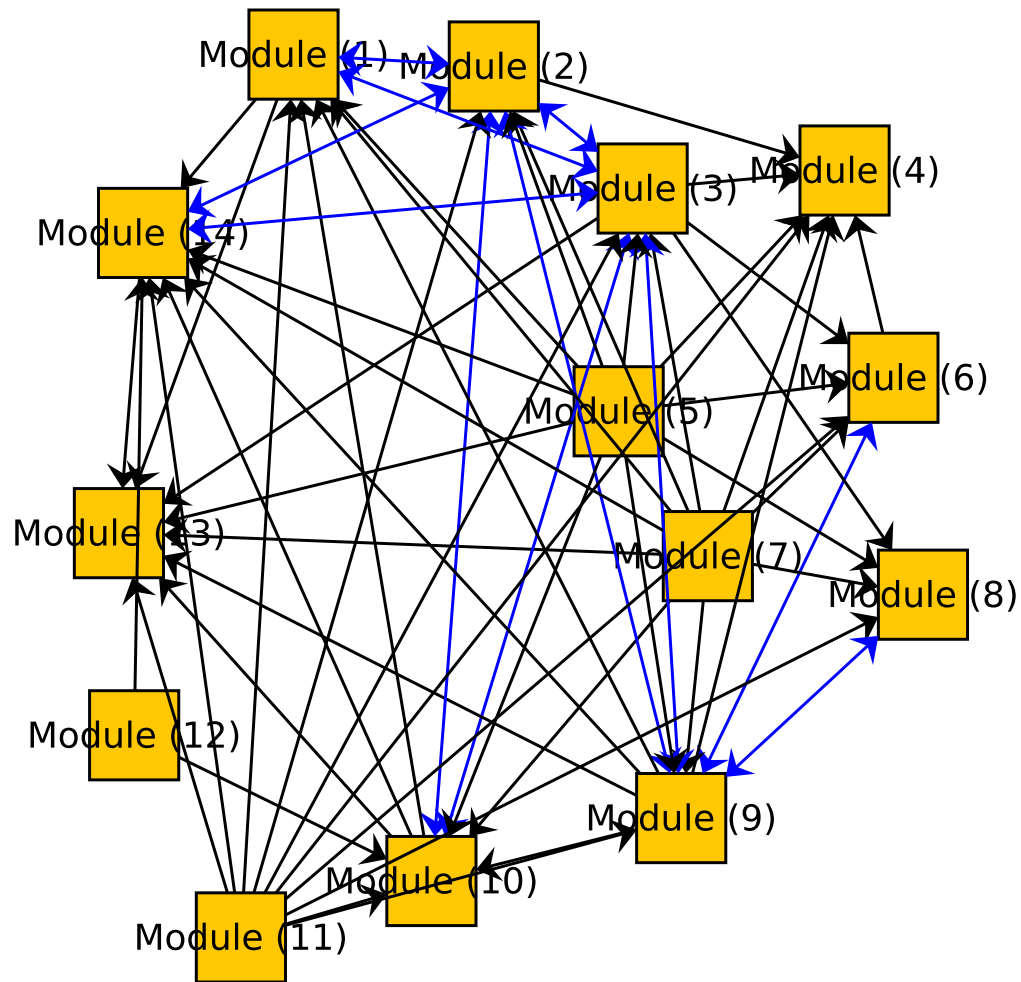 Module (1)
Module (2)
Module (3)
Module (4)
Module (14)
Module (6)
Module (5)
Module (13)
Module (7)
Module (8)
Module (12)
Module (9)
Module (10)
Module (11)